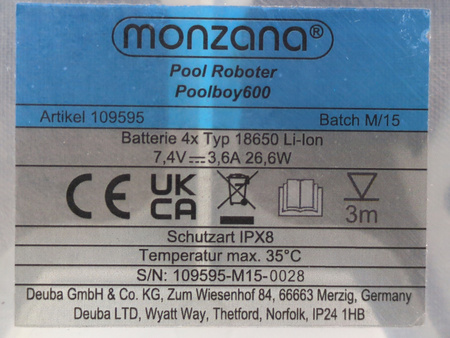 monzana®
Pool Roboter
Poolboy600
Artikel 109595 Batch M/15
Batterie 4x Typ 18650 Li-Ion
7,4V⎓3,6A 26,6W
CE UK CA 3m
Schutzart IPX8
Temperatur max. 35°C
S/N: 109595-M15-0028
Deuba GmbH & Co. KG, Zum Wiesenhof 84, 66663 Merzig, Germany
Deuba LTD, Wyatt Way, Thetford, Norfolk, IP24 1HB